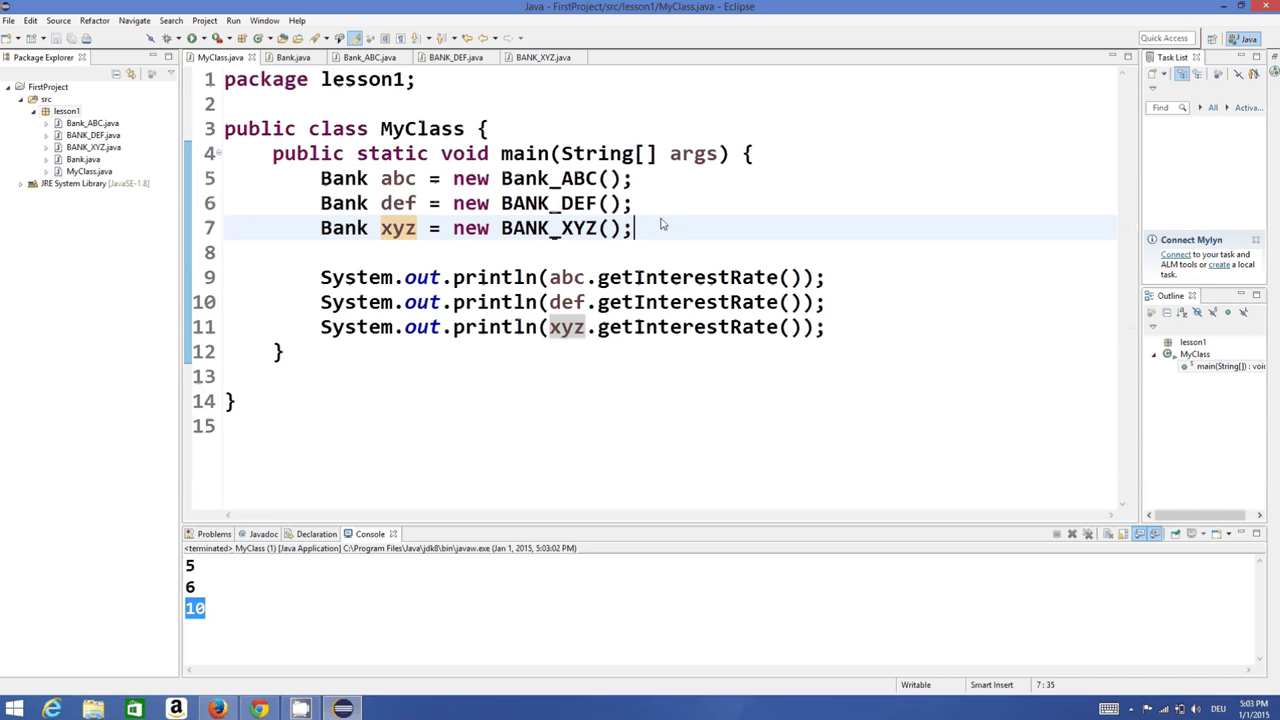 Java - FirstProject/src/lesson1/MyClass.java - Eclipse
File Edit Source Refactor Navigate Search Project Run Window Help
Quick Access
Java
Package Explorer
FirstProject
src
lesson1
Bank_ABC.java
BANK_DEF.java
BANK_XYZ.java
Bank.java
MyClass.java
JRE System Library [JavaSE-1.8]
MyClass.java Bank.java Bank_ABC.java BANK_DEF.java BANK_XYZ.java
1 package lesson1;
2
3 public class MyClass {
4 public static void main(String[] args) {
5 Bank abc = new Bank_ABC();
6 Bank def = new BANK_DEF();
7 Bank xyz = new BANK_XYZ();
8
9 System.out.println(abc.getInterestRate());
10 System.out.println(def.getInterestRate());
11 System.out.println(xyz.getInterestRate());
12 }
13
14 }
15
Task List
Find All Activa...
Connect Mylyn
Connect to your task and ALM tools or create a local task.
Outline
lesson1
MyClass
main(String[]) : voi
Problems Javadoc Declaration Console
<terminated> MyClass (1) [Java Application] C:\Program Files\Java\jdk8\bin\javaw.exe (Jan 1, 2015, 5:03:02 PM)
5
6
10
Writable Smart Insert 7 : 35
DEU
5:03 PM
1/1/2015